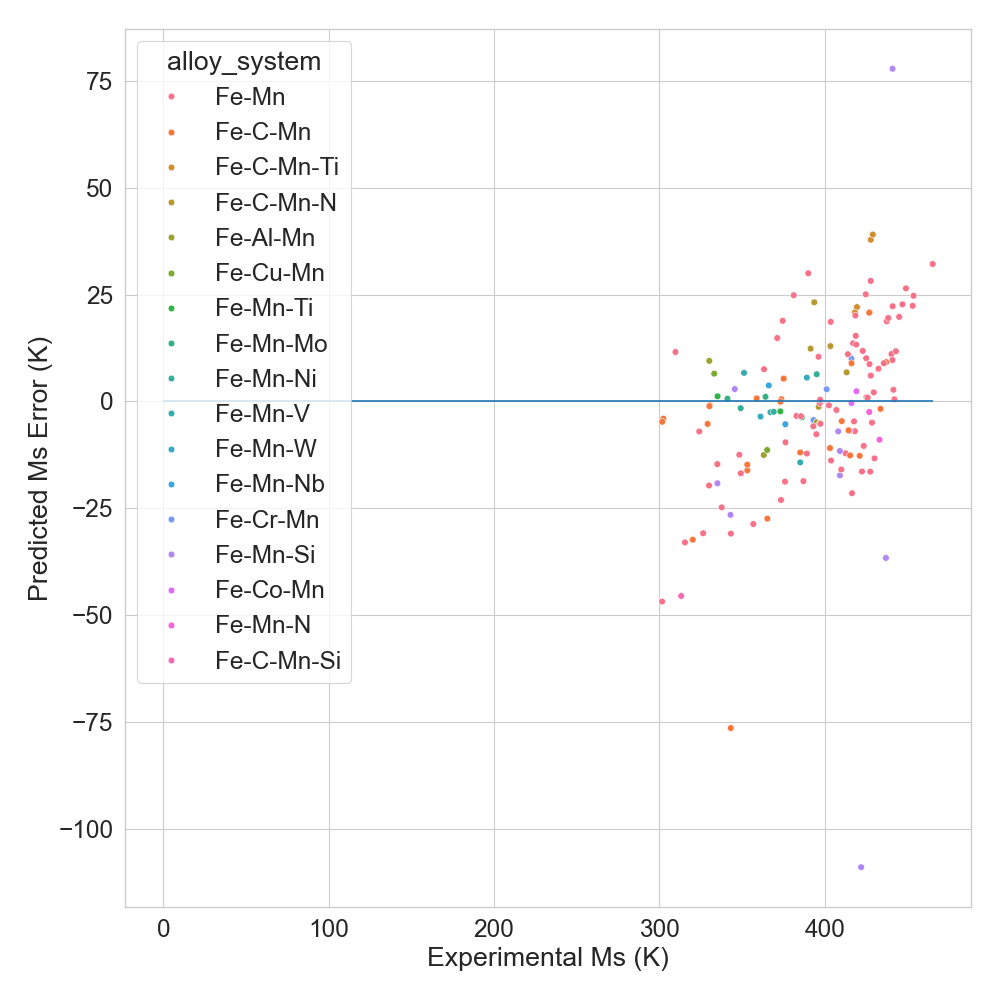 alloy_system
Fe-Mn
Fe-C-Mn
Fe-C-Mn-Ti
Fe-C-Mn-N
Fe-Al-Mn
Fe-Cu-Mn
Fe-Mn-Ti
Fe-Mn-Mo
Fe-Mn-Ni
Fe-Mn-V
Fe-Mn-W
Fe-Mn-Nb
Fe-Cr-Mn
Fe-Mn-Si
Fe-Co-Mn
Fe-Mn-N
Fe-C-Mn-Si
75
50
25
0
−25
−50
−75
−100
Predicted Ms Error (K)
0 100 200 300 400
Experimental Ms (K)